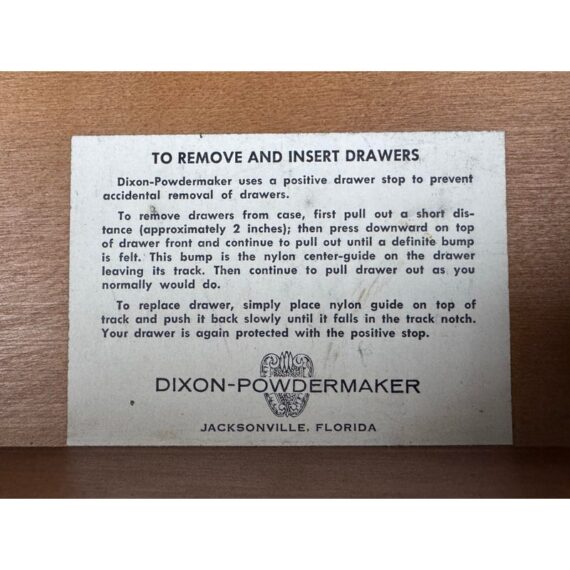 TO REMOVE AND INSERT DRAWERS
Dixon-Powdermaker uses a positive drawer stop to prevent
accidental removal of drawers.
To remove drawers from case, first pull out a short dis-
tance (approximately 2 inches); then press downward on top
of drawer front and continue to pull out until a definite bump
is felt. This bump is the nylon center-guide on the drawer
leaving its track. Then continue to pull drawer out as you
normally would do.
To replace drawer, simply place nylon guide on top of
track and push it back slowly until it falls in the track notch.
Your drawer is again protected with the positive stop.
DIXON-POWDERMAKER
JACKSONVILLE, FLORIDA